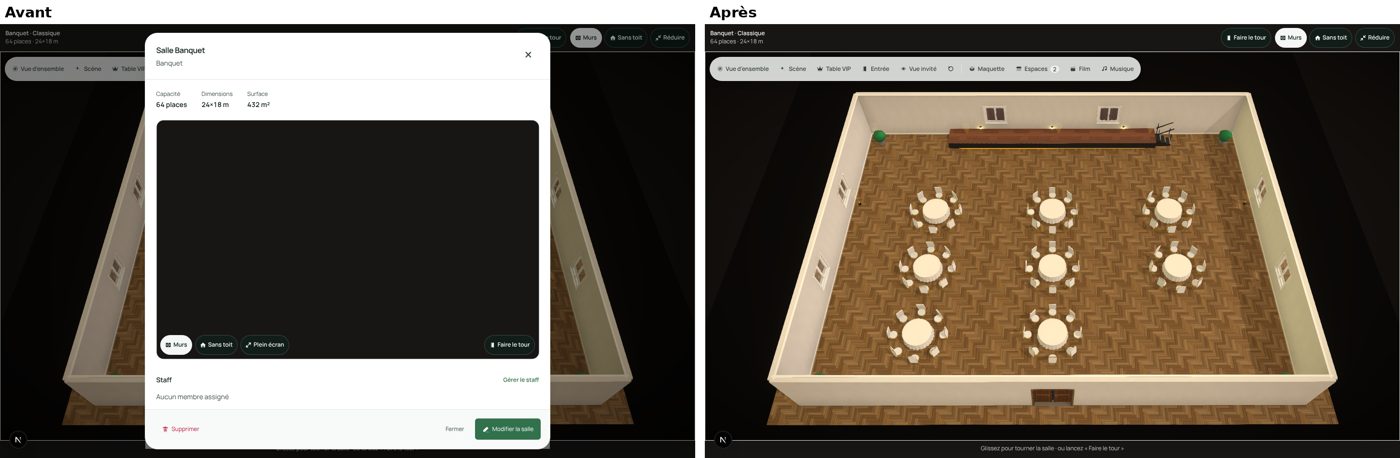 Avant
Banquet · Classique
64 places · 24×18 m
tour
Murs
Sans toit
Réduire
Vue d'ensemble
Scène
Table VI
Salle Banquet
Banquet
Capacité
Dimensions
Surface
64 places
24×18 m
432 m²
Murs
Sans toit
Plein écran
Faire le tour
Staff
Gérer le staff
Aucun membre assigné
Supprimer
Fermer
Modifier la salle
N
Après
Banquet · Classique
64 places · 24×18 m
Faire le tour
Murs
Sans toit
Réduire
Vue d'ensemble
Scène
Table VIP
Entrée
Vue invité
Maquette
Espaces 2
Film
Musique
N
Glissez pour tourner la salle · ou lancez « Faire le tour »